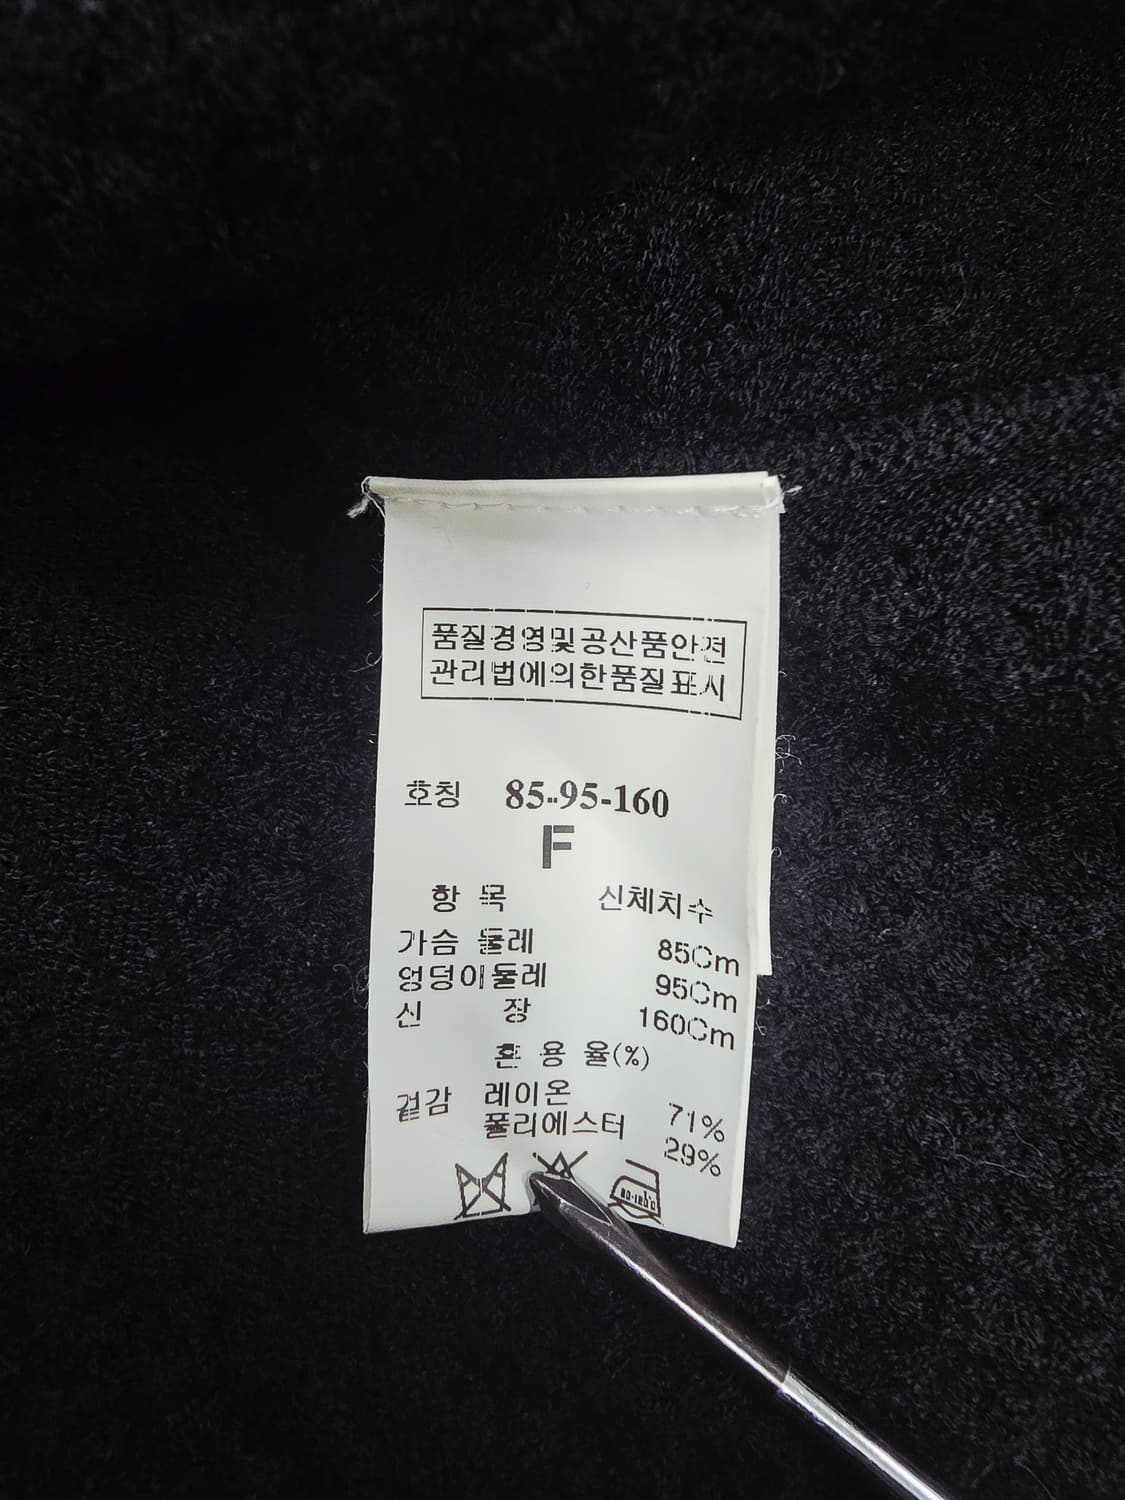 품질경영및공산품안전
관리법에의한품질표시
호칭 85-95-160
F
항 목 신체치수
가슴 둘레 85Cm
엉덩이둘레 95Cm
신 장 160Cm
혼 용 율(%)
겉감 레이온 71%
폴리에스터 29%